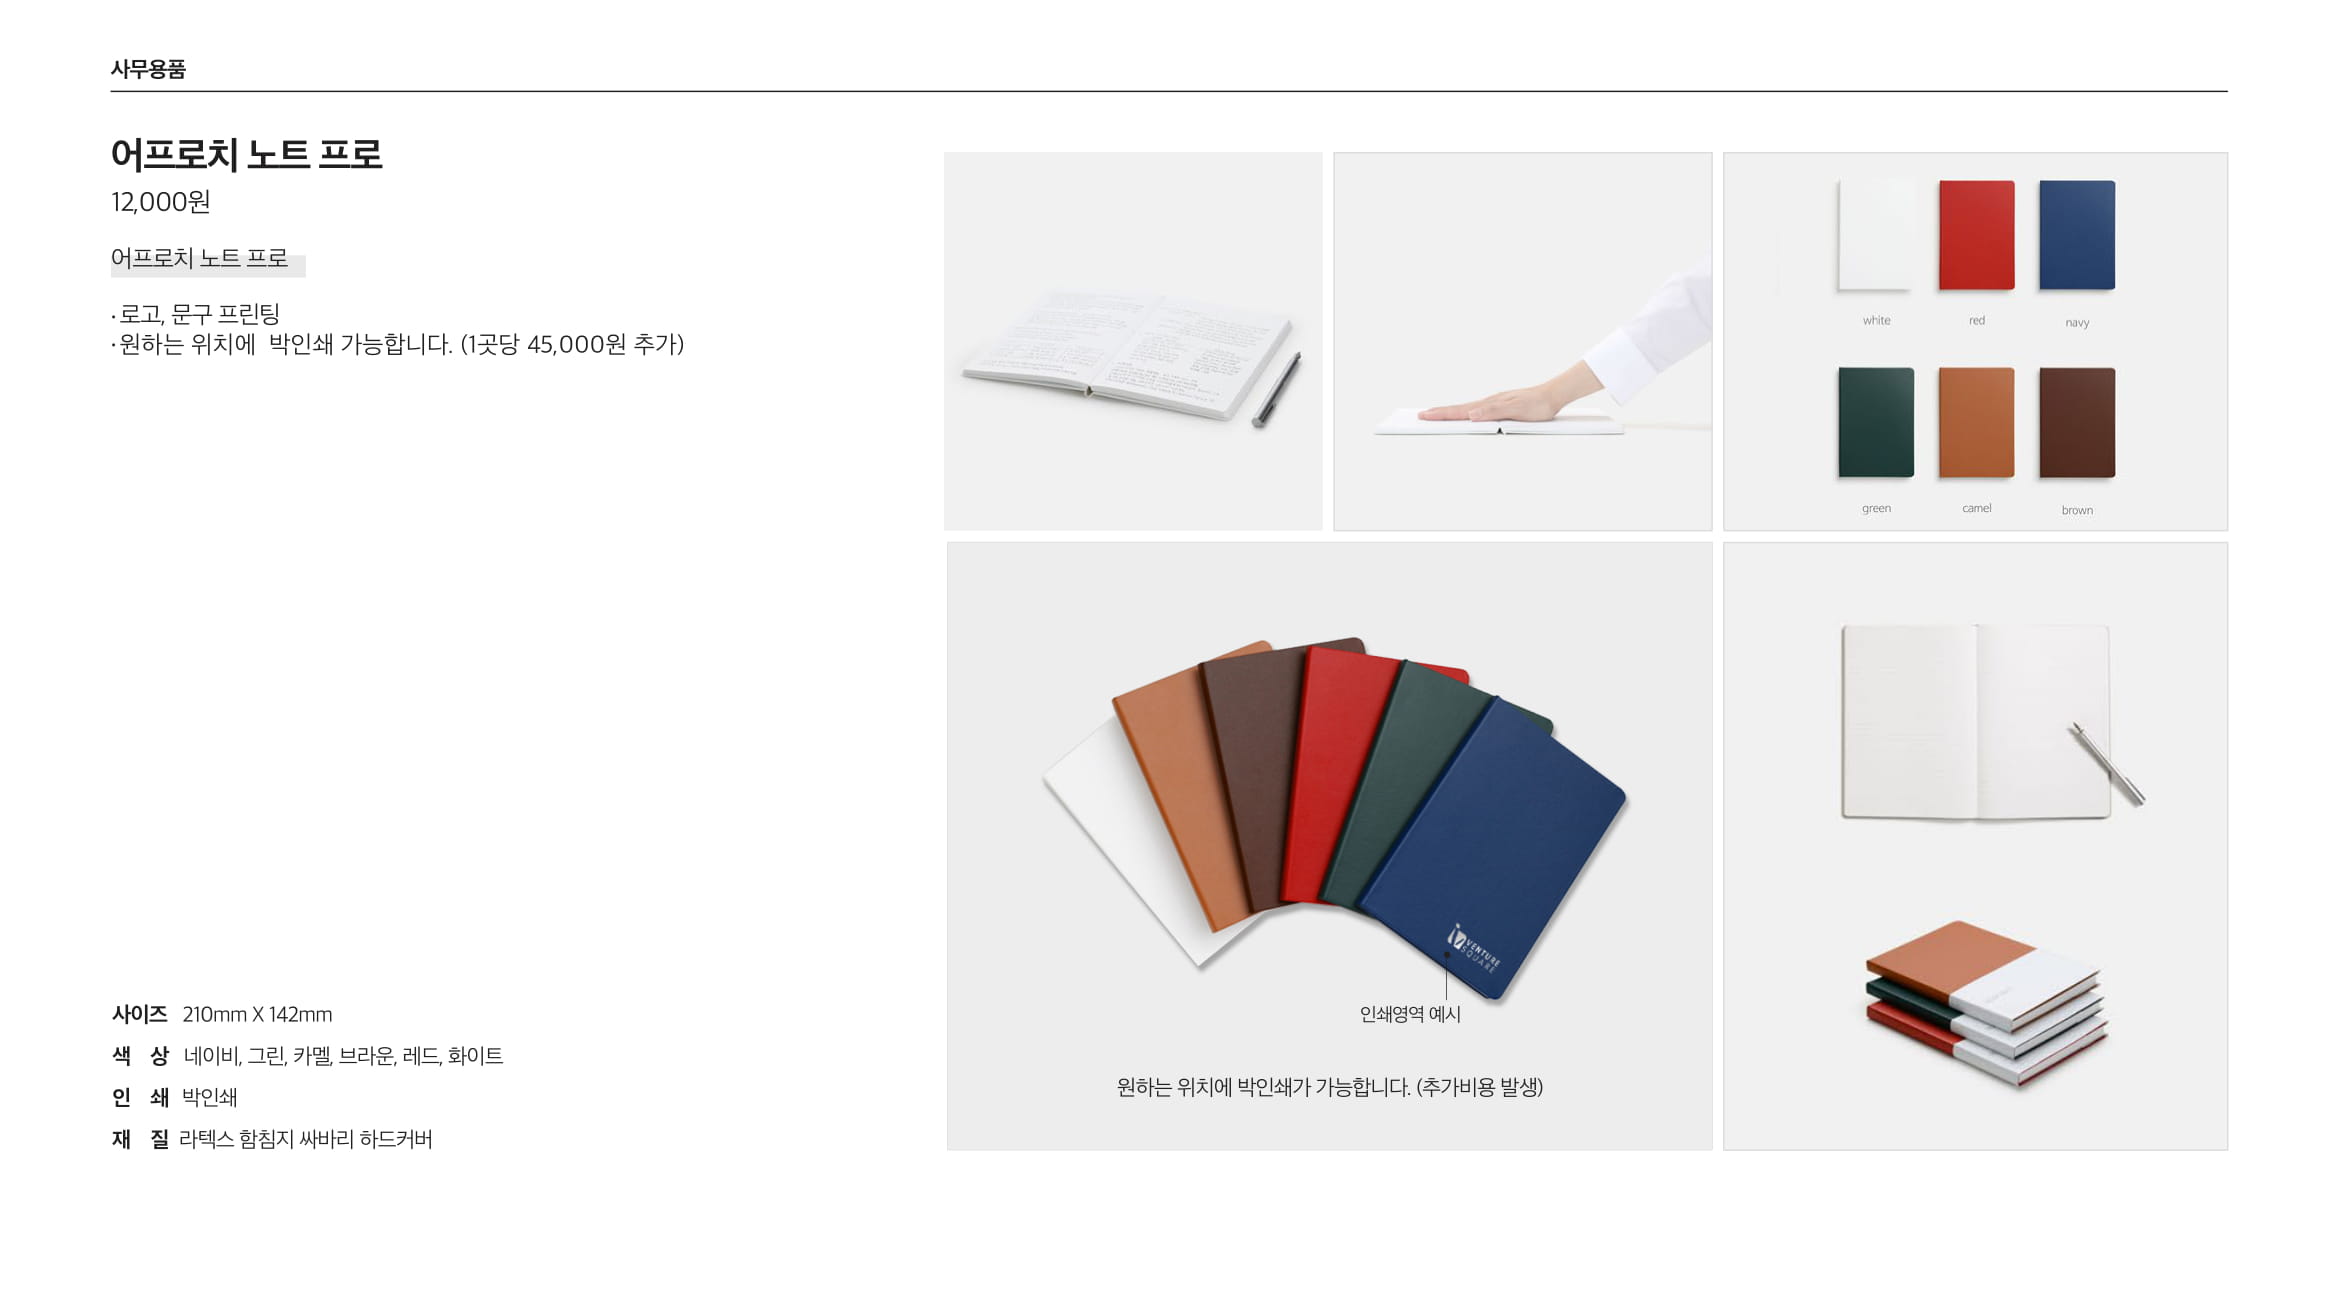 사무용품
어프로치 노트 프로
12,000원
어프로치 노트 프로
· 로고, 문구 프린팅
· 원하는 위치에 박인쇄 가능합니다. (1곳당 45,000원 추가)
사이즈 210mm X 142mm
색 상 네이비, 그린, 카멜, 브라운, 레드, 화이트
인 쇄 박인쇄
재 질 라텍스 함침지 싸바리 하드커버
white red navy
green camel brown
VENTURE
SQUARE
인쇄영역 예시
원하는 위치에 박인쇄가 가능합니다. (추가비용 발생)